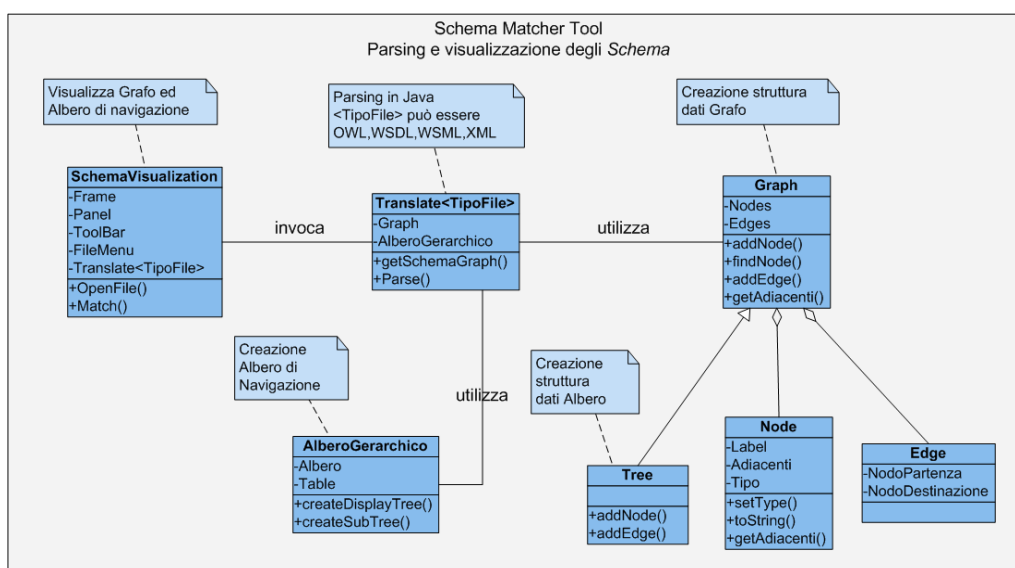 Schema Matcher Tool
Parsing e visualizzazione degli Schema
Visualizza Grafo ed
Albero di navigazione
Parsing in Java
<TipoFile> può essere
OWL,WSDL,WSML,XML
Creazione struttura
dati Grafo
SchemaVisualization
-Frame
-Panel
-ToolBar
-FileMenu
-Translate<TipoFile>
+OpenFile()
+Match()
invoca
Translate<TipoFile>
-Graph
-AlberoGerarchico
+getSchemaGraph()
+Parse()
utilizza
Graph
-Nodes
-Edges
+addNode()
+findNode()
+addEdge()
+getAdiacenti()
Creazione
Albero di
Navigazione
utilizza
Creazione
struttura
dati Albero
AlberoGerarchico
-Albero
-Table
+createDisplayTree()
+createSubTree()
Tree
+addNode()
+addEdge()
Node
-Label
-Adiacenti
-Tipo
+setType()
+toString()
+getAdiacenti()
Edge
-NodoPartenza
-NodoDestinazione